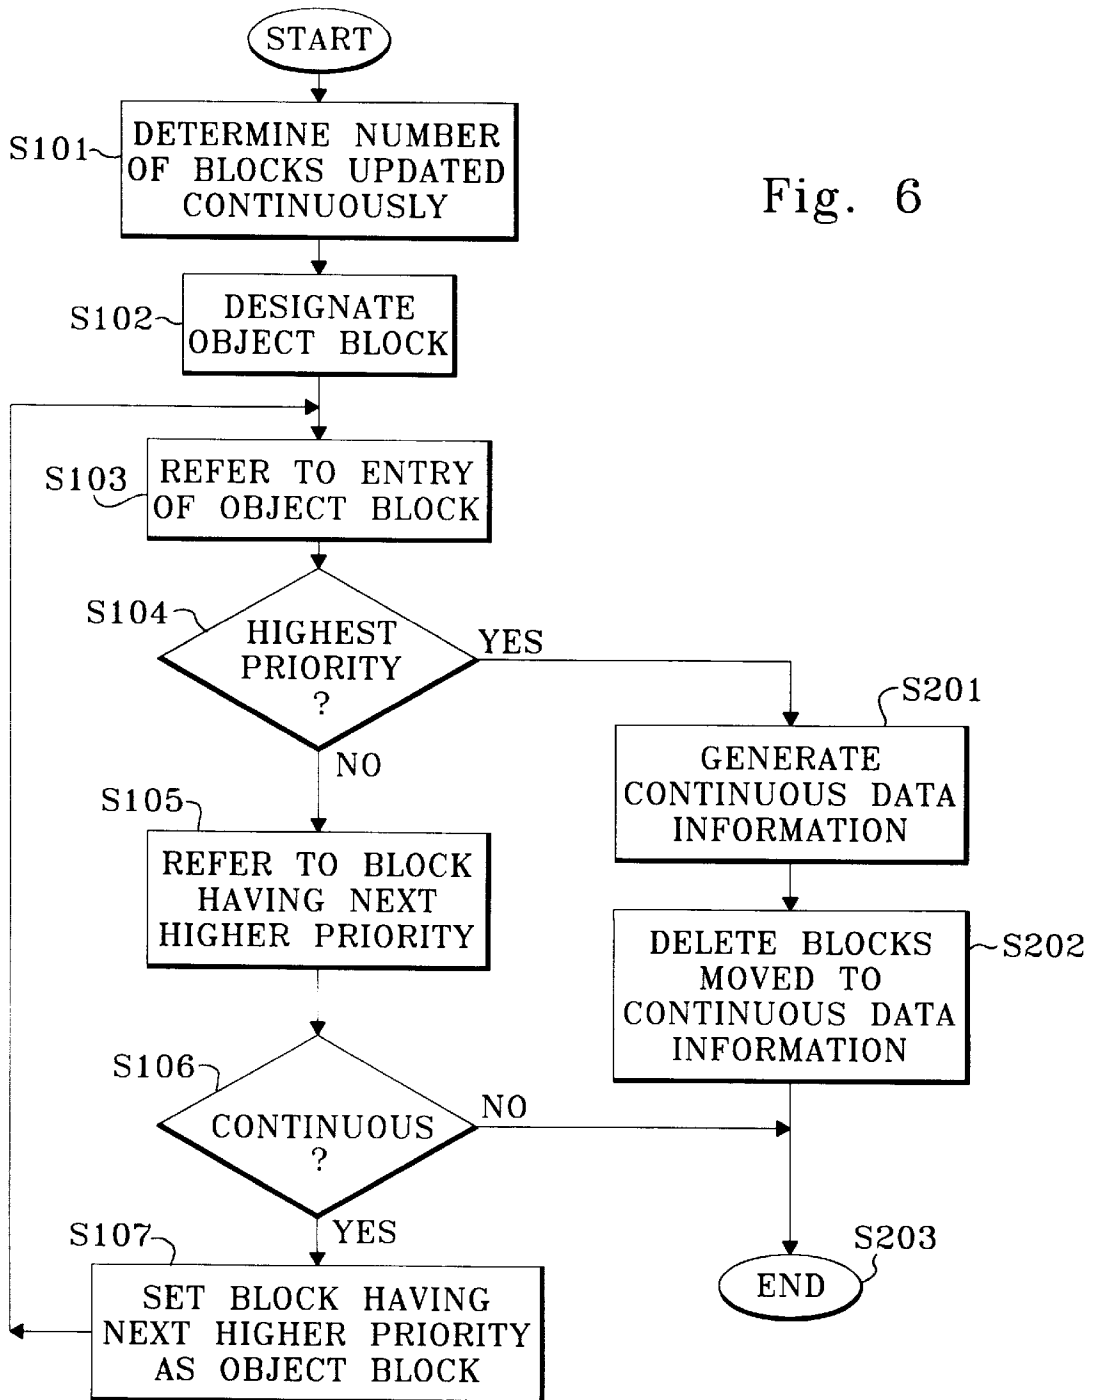 START
S101
DETERMINE NUMBER
OF BLOCKS UPDATED
CONTINUOUSLY
Fig. 6
S102
DESIGNATE
OBJECT BLOCK
S103
REFER TO ENTRY
OF OBJECT BLOCK
S104
HIGHEST
PRIORITY
?
YES
NO
S201
GENERATE
CONTINUOUS DATA
INFORMATION
S105
REFER TO BLOCK
HAVING NEXT
HIGHER PRIORITY
DELETE BLOCKS
MOVED TO
CONTINUOUS DATA
INFORMATION
S202
S106
CONTINUOUS
?
NO
YES
S107
SET BLOCK HAVING
NEXT HIGHER PRIORITY
AS OBJECT BLOCK
S203
END